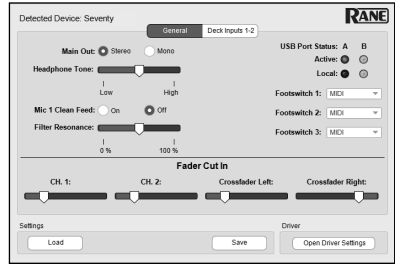 Detected Device: Seventy
RANE
General Deck Inputs 1-2
Main Out: Stereo Mono
USB Port Status: A B
Active:
Headphone Tone:
Local:
Low High
Footswitch 1: MIDI
Mic 1 Clean Feed: On Off
Footswitch 2: MIDI
Filter Resonance:
Footswitch 3: MIDI
0 % 100 %
Fader Cut In
CH. 1: CH. 2: Crossfader Left: Crossfader Right:
Settings Driver
Load Save Open Driver Settings